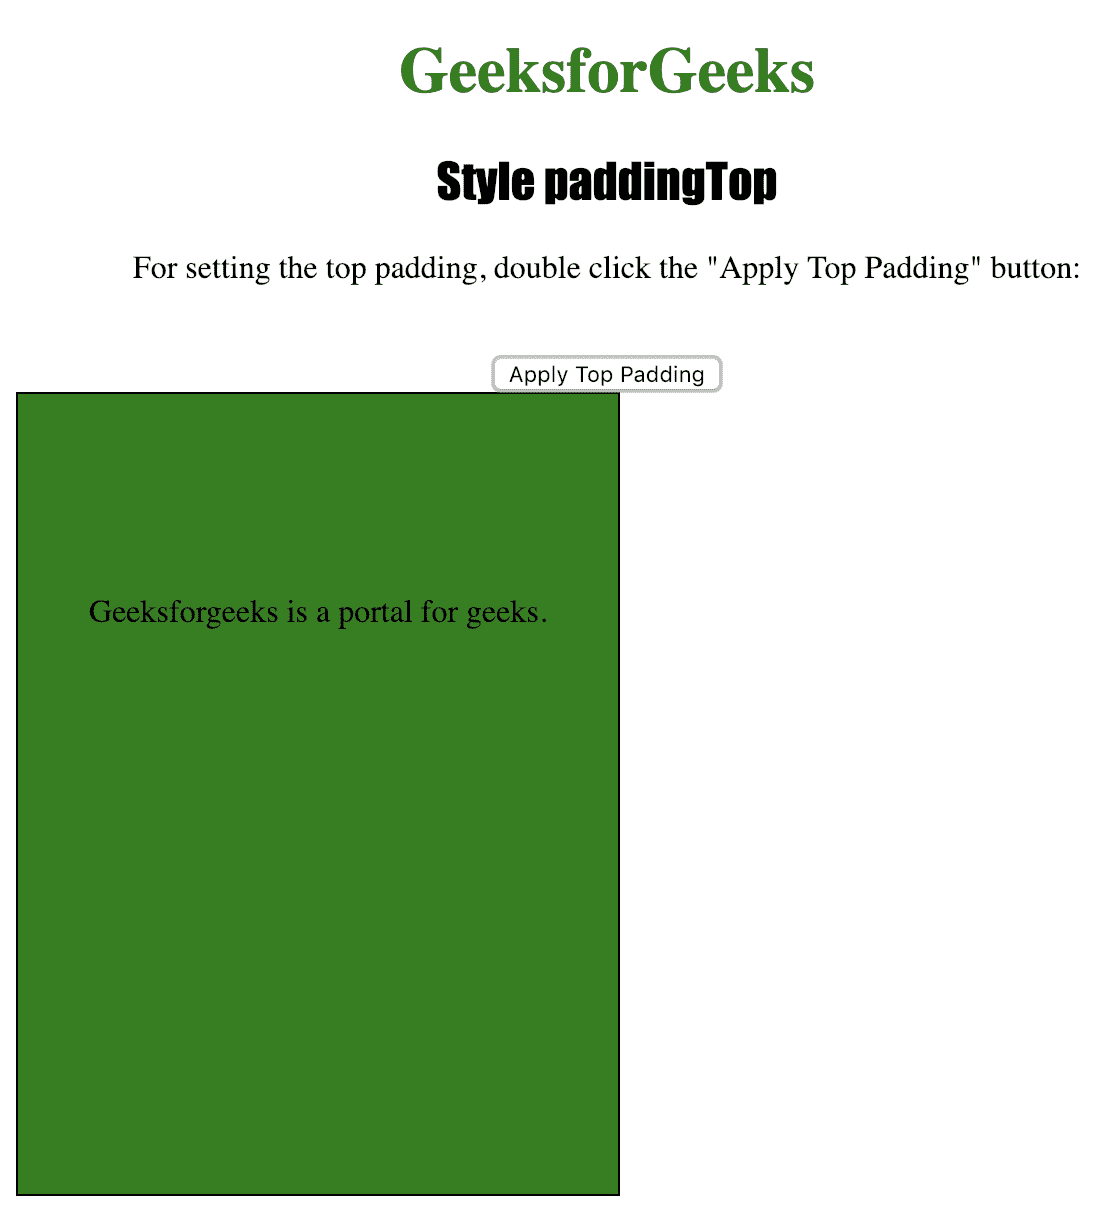 GeeksforGeeks
Style paddingTop
For setting the top padding, double click the "Apply Top Padding" button:
Apply Top Padding
Geeksforgeeks is a portal for geeks.